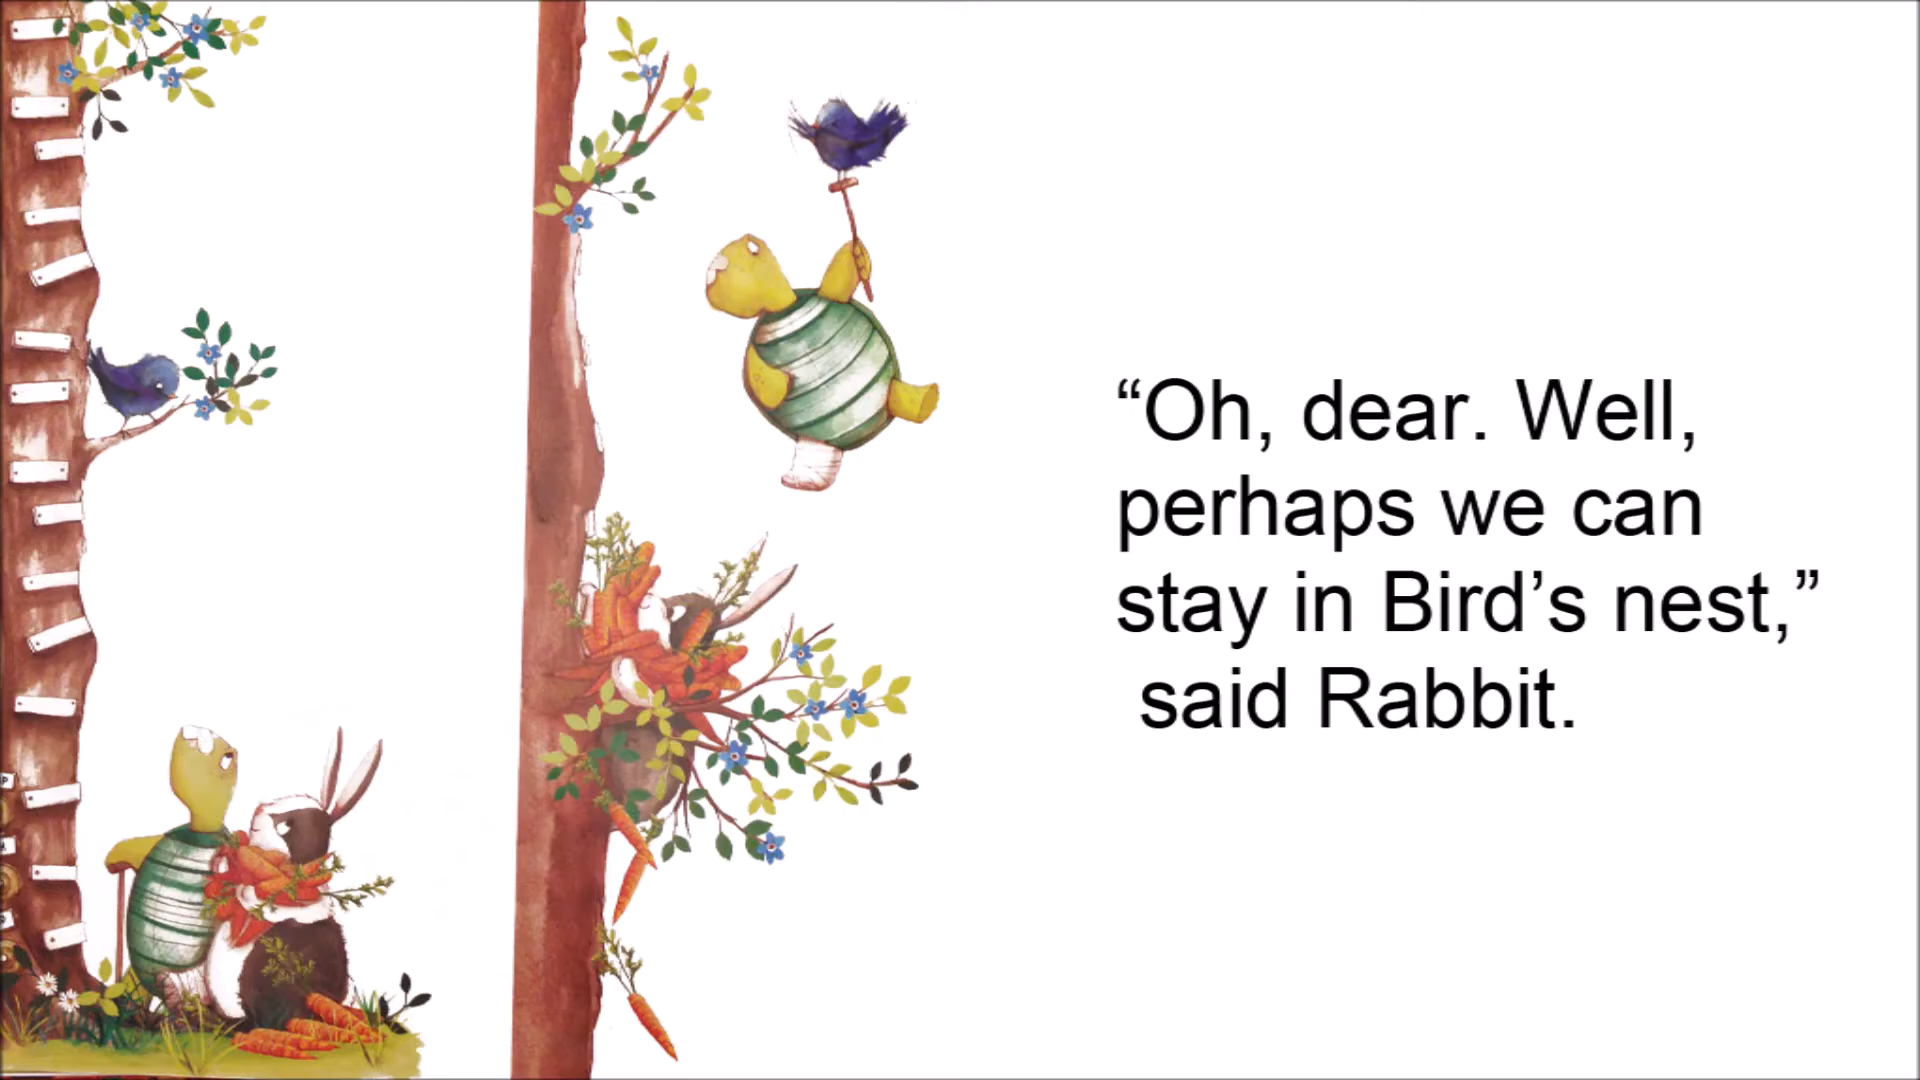 “Oh, dear. Well,
perhaps we can
stay in Bird’s nest,”
said Rabbit.